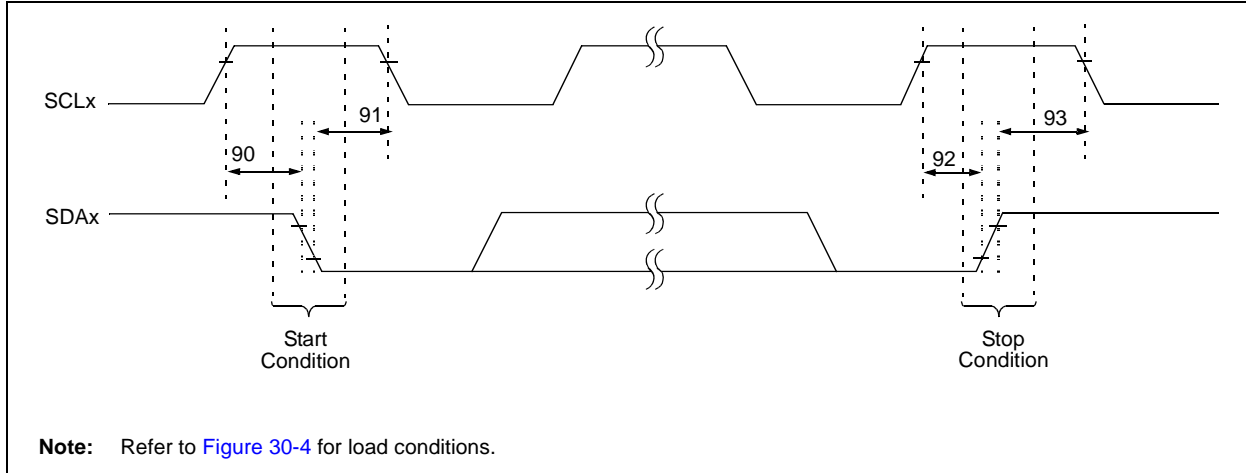 SCLx
91
93
90
92
SDAx
Start
Condition
Stop
Condition
Note: Refer to Figure 30-4 for load conditions.